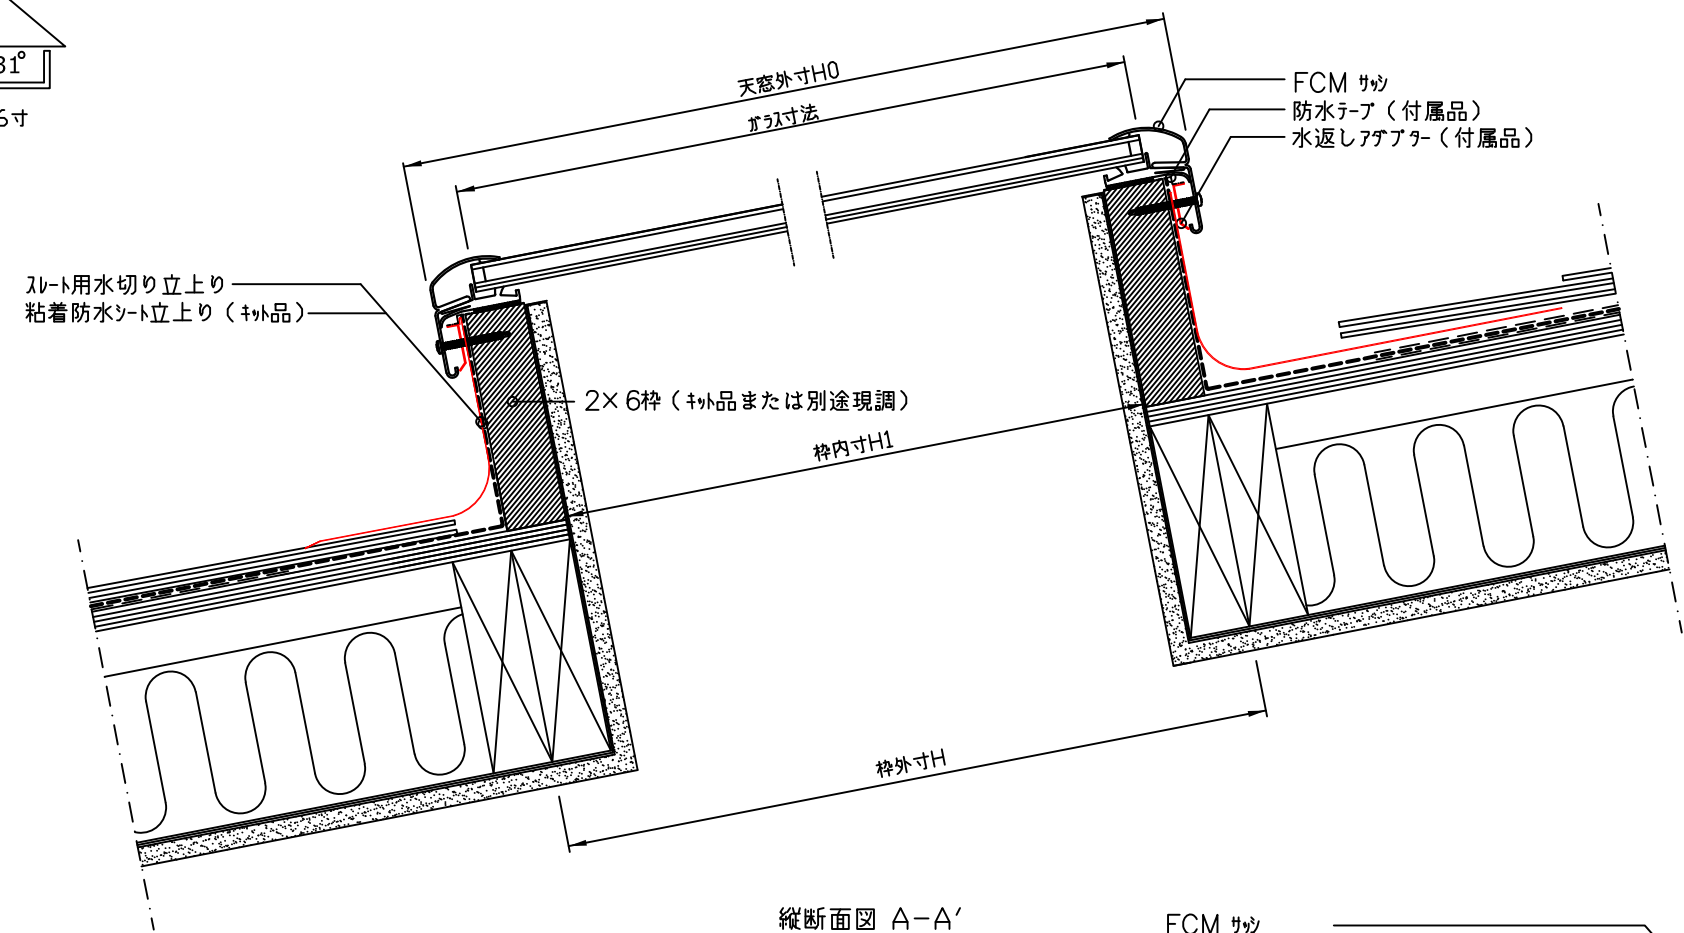 31°
6寸
天窓外寸H0
ガラス寸法
FCM サッシ
防水テープ（付属品）
水返しアダプター（付属品）
スレート用水切り立上り
粘着防水シート立上り（キット品）
2×6枠（キット品または別途現調）
枠内寸H1
枠外寸H
縦断面図 A-A′
FCM サッシ